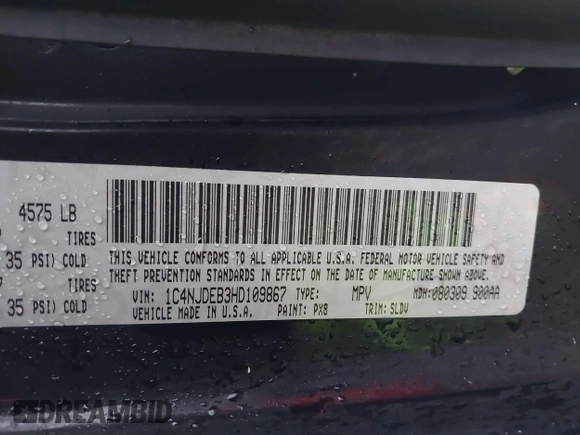 4575 LB
TIRES
35 PSI) COLD
TIRES
35 PSI) COLD
THIS VEHICLE CONFORMS TO ALL APPLICABLE U.S.A. FEDERAL MOTOR VEHICLE SAFETY AND
THEFT PREVENTION STANDARDS IN EFFECT ON THE DATE OF MANUFACTURE SHOWN ABOVE.
VIN: 1C4NJDEB3HD109867 TYPE: MPV MDH: 080309 900AA
VEHICLE MADE IN U.S.A. PAINT: PX8 TRIM: SLDV
DREAMBID